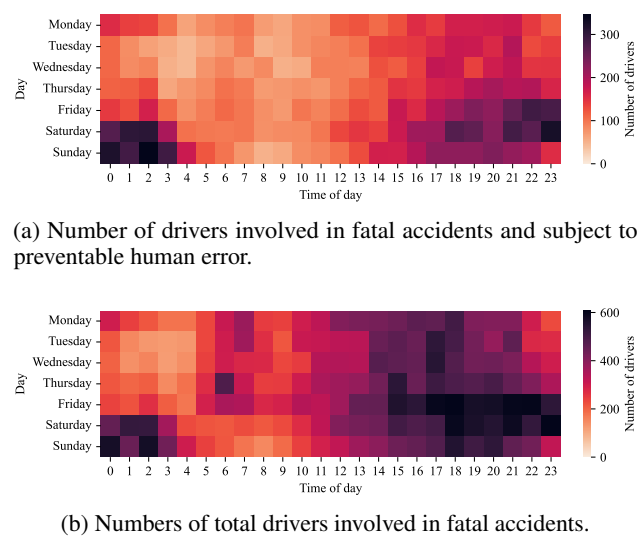 Monday
Tuesday
Wednesday
Thursday
Friday
Saturday
Sunday
Day
0 1 2 3 4 5 6 7 8 9 10 11 12 13 14 15 16 17 18 19 20 21 22 23
Time of day
300
200
100
0
Number of drivers
(a) Number of drivers involved in fatal accidents and subject to
preventable human error.
Monday
Tuesday
Wednesday
Thursday
Friday
Saturday
Sunday
Day
0 1 2 3 4 5 6 7 8 9 10 11 12 13 14 15 16 17 18 19 20 21 22 23
Time of day
600
400
200
0
Number of drivers
(b) Numbers of total drivers involved in fatal accidents.